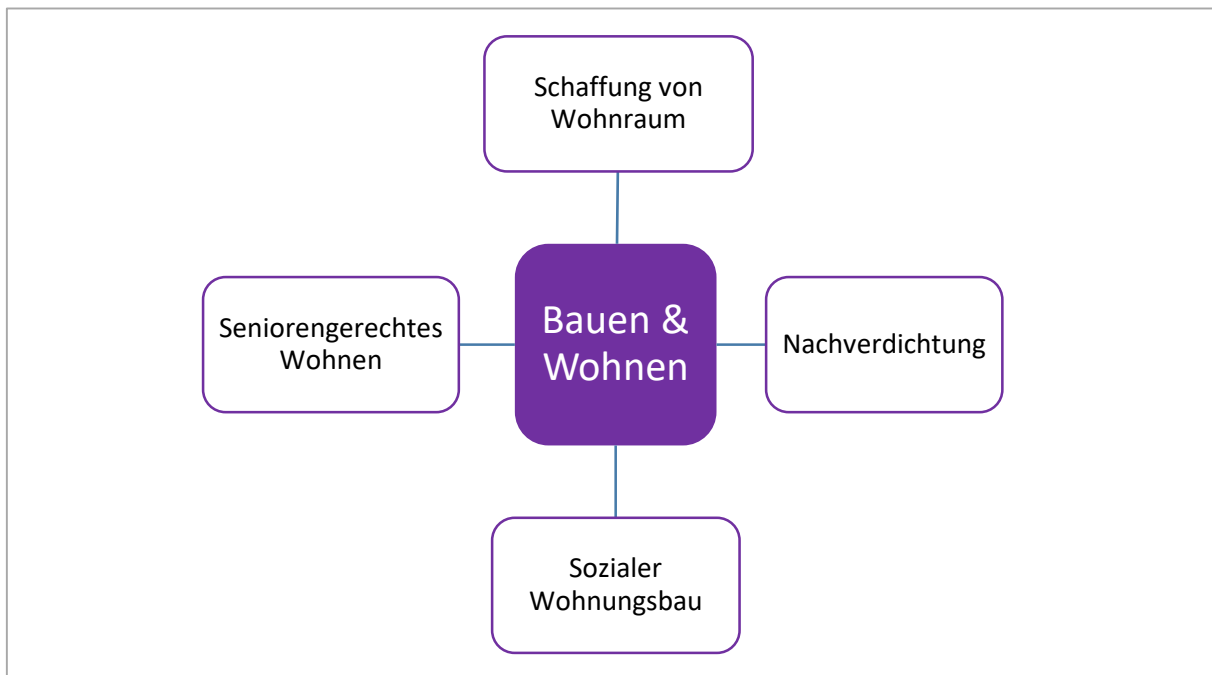 Schaffung von
Wohnraum
Seniorengerechtes
Wohnen
Bauen &
Wohnen
Nachverdichtung
Sozialer
Wohnungsbau